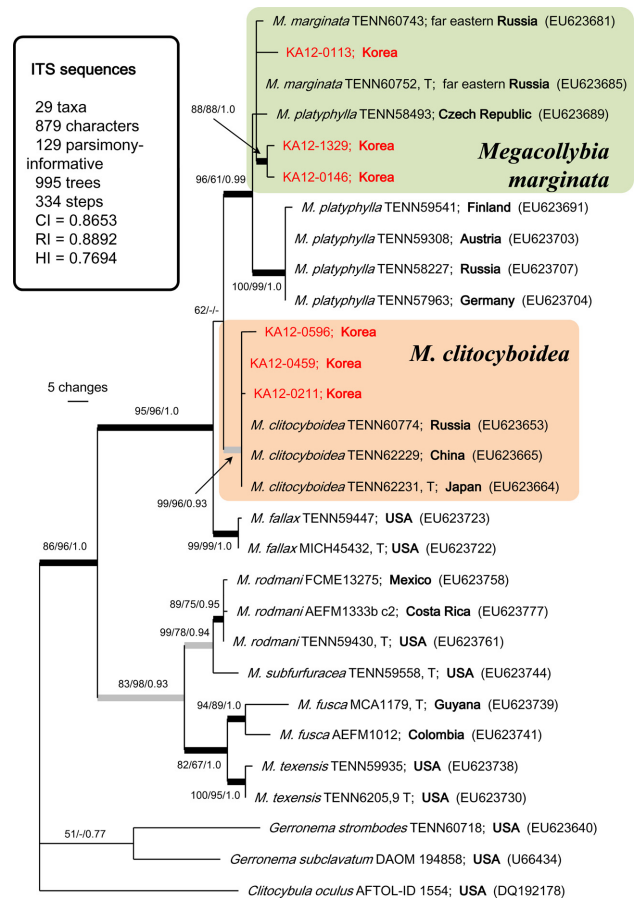 ITS sequences
29 taxa
879 characters
129 parsimony-
informative
995 trees
334 steps
CI = 0.8653
RI = 0.8892
HI = 0.7694
5 changes
M. marginata TENN60743; far eastern Russia (EU623681)
KA12-0113; Korea
M. marginata TENN60752, T; far eastern Russia (EU623685)
88/88/1.0
M. platyphylla TENN58493; Czech Republic (EU623689)
KA12-1329; Korea
KA12-0146; Korea
Megacollybia
marginata
96/61/0.99
M. platyphylla TENN59541; Finland (EU623691)
M. platyphylla TENN59308; Austria (EU623703)
M. platyphylla TENN58227; Russia (EU623707)
100/99/1.0
M. platyphylla TENN57963; Germany (EU623704)
62/-/-
KA12-0596; Korea
M. clitocyboidea
KA12-0459; Korea
KA12-0211; Korea
95/96/1.0
M. clitocyboidea TENN60774; Russia (EU623653)
M. clitocyboidea TENN62229; China (EU623665)
M. clitocyboidea TENN62231, T; Japan (EU623664)
99/96/0.93
M. fallax TENN59447; USA (EU623723)
99/99/1.0
M. fallax MICH45432, T; USA (EU623722)
86/96/1.0
M. rodmani FCME13275; Mexico (EU623758)
89/75/0.95
M. rodmani AEFM1333b c2; Costa Rica (EU623777)
99/78/0.94
M. rodmani TENN59430, T; USA (EU623761)
M. subfurfuracea TENN59558, T; USA (EU623744)
83/98/0.93
94/89/1.0
M. fusca MCA1179, T; Guyana (EU623739)
M. fusca AEFM1012; Colombia (EU623741)
82/67/1.0
M. texensis TENN59935; USA (EU623738)
100/95/1.0
M. texensis TENN6205,9 T; USA (EU623730)
51/-/0.77
Gerronema strombodes TENN60718; USA (EU623640)
Gerronema subclavatum DAOM 194858; USA (U66434)
Clitocybula oculus AFTOL-ID 1554; USA (DQ192178)